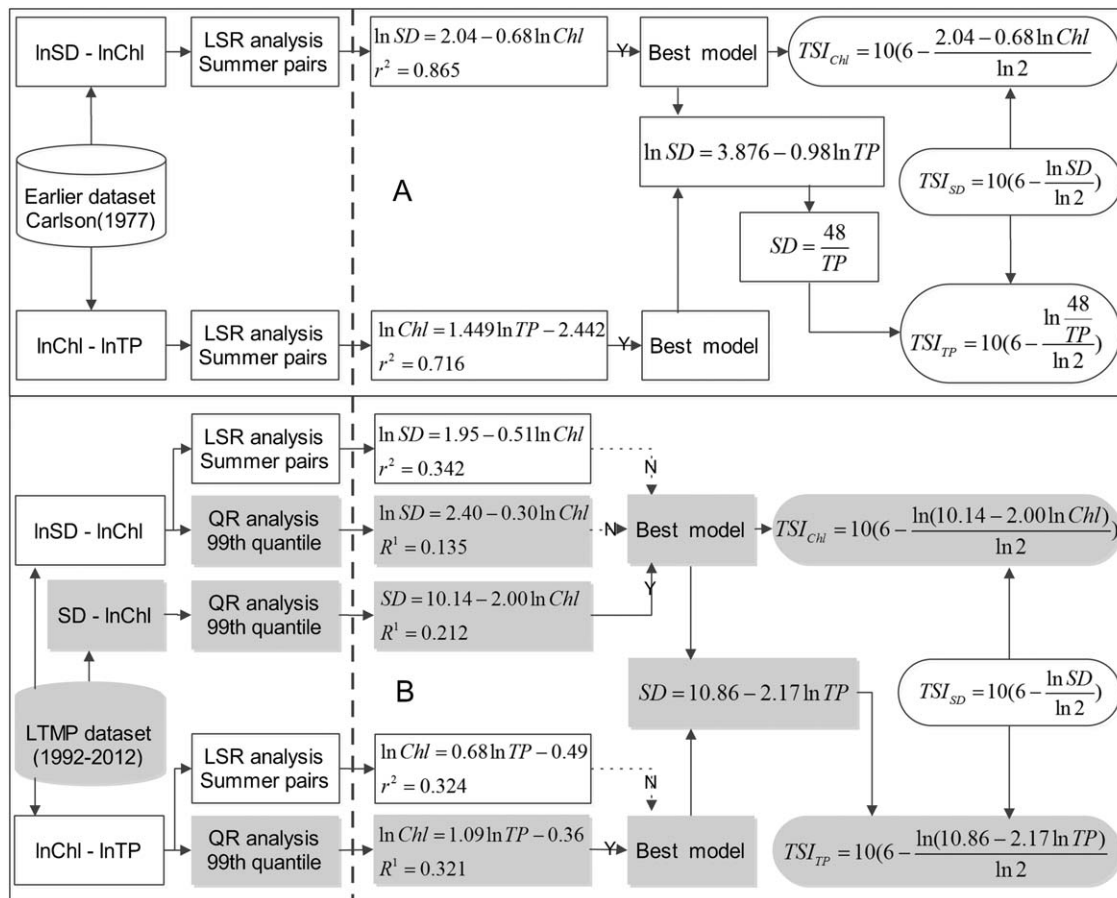 lnSD - lnChl
LSR analysis
Summer pairs
ln SD = 2.04 − 0.68 ln Chl
r² = 0.865
Y
Best model
TSI_Chl = 10(6 − (2.04 − 0.68 ln Chl)/ln 2)
Earlier dataset
Carlson(1977)
A
ln SD = 3.876 − 0.98 ln TP
TSI_SD = 10(6 − ln SD/ln 2)
SD = 48/TP
lnChl - lnTP
LSR analysis
Summer pairs
ln Chl = 1.449 ln TP − 2.442
r² = 0.716
Y
Best model
TSI_TP = 10(6 − ln 48/TP/ln 2)
LSR analysis
Summer pairs
ln SD = 1.95 − 0.51 ln Chl
r² = 0.342
N
lnSD - lnChl
QR analysis
99th quantile
ln SD = 2.40 − 0.30 ln Chl
R¹ = 0.135
N
Best model
TSI_Chl = 10(6 − ln(10.14 − 2.00 ln Chl)/ln 2)
SD - lnChl
QR analysis
99th quantile
SD = 10.14 − 2.00 ln Chl
R¹ = 0.212
Y
LTMP dataset
(1992-2012)
B
SD = 10.86 − 2.17 ln TP
TSI_SD = 10(6 − ln SD/ln 2)
LSR analysis
Summer pairs
ln Chl = 0.68 ln TP − 0.49
r² = 0.324
N
lnChl - lnTP
QR analysis
99th quantile
ln Chl = 1.09 ln TP − 0.36
R¹ = 0.321
Y
Best model
TSI_TP = 10(6 − ln(10.86 − 2.17 ln TP)/ln 2)